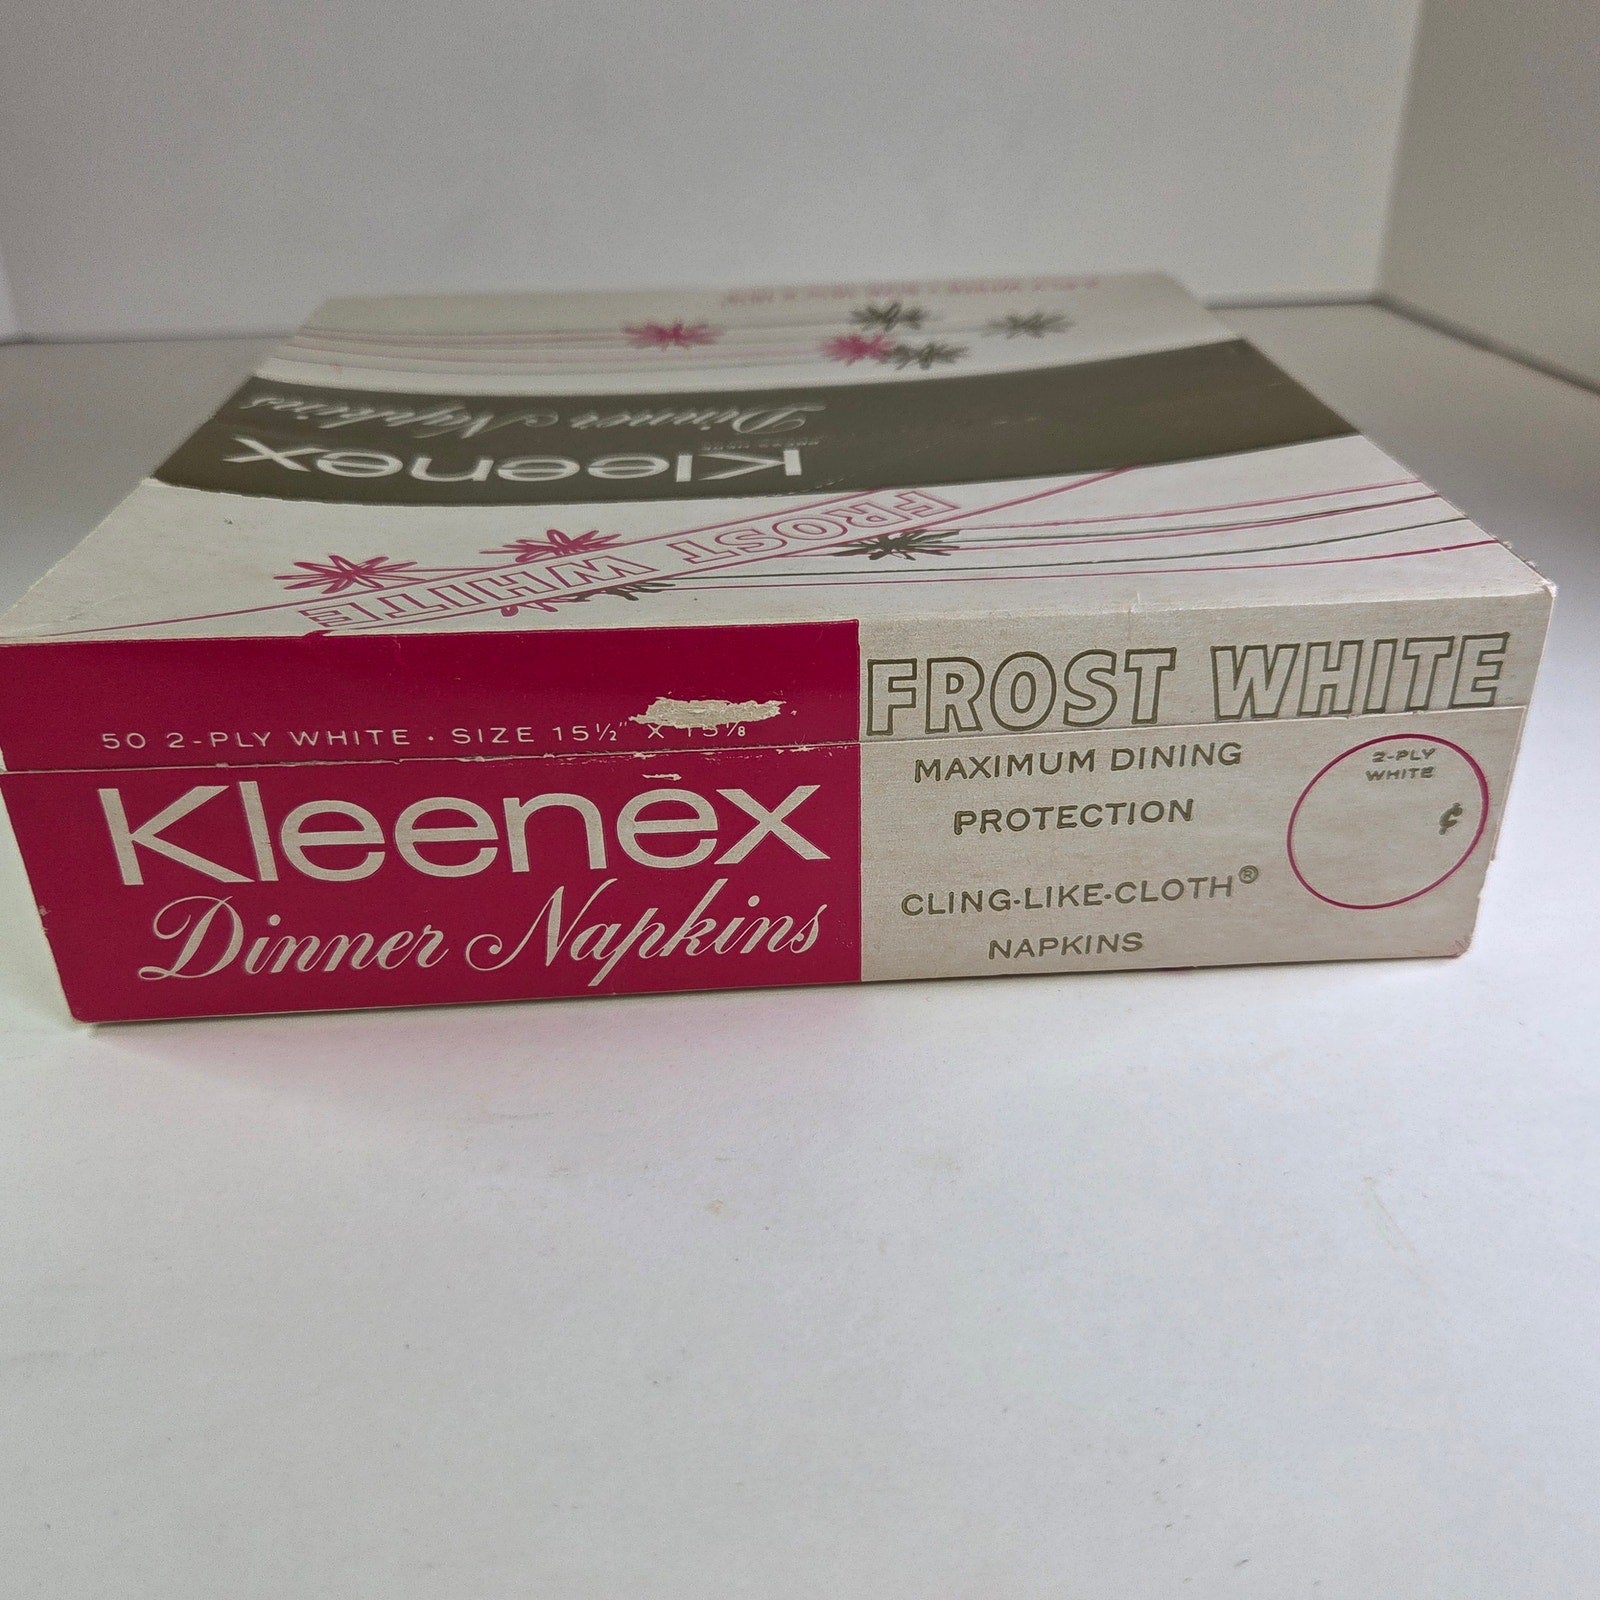 Dinner Napkins
Kleenex
FROST WHITE
50 2-PLY WHITE · SIZE 15½" X 15⅞
FROST WHITE
Kleenex
Dinner Napkins
MAXIMUM DINING
PROTECTION
CLING-LIKE-CLOTH®
NAPKINS
2-PLY
WHITE
¢